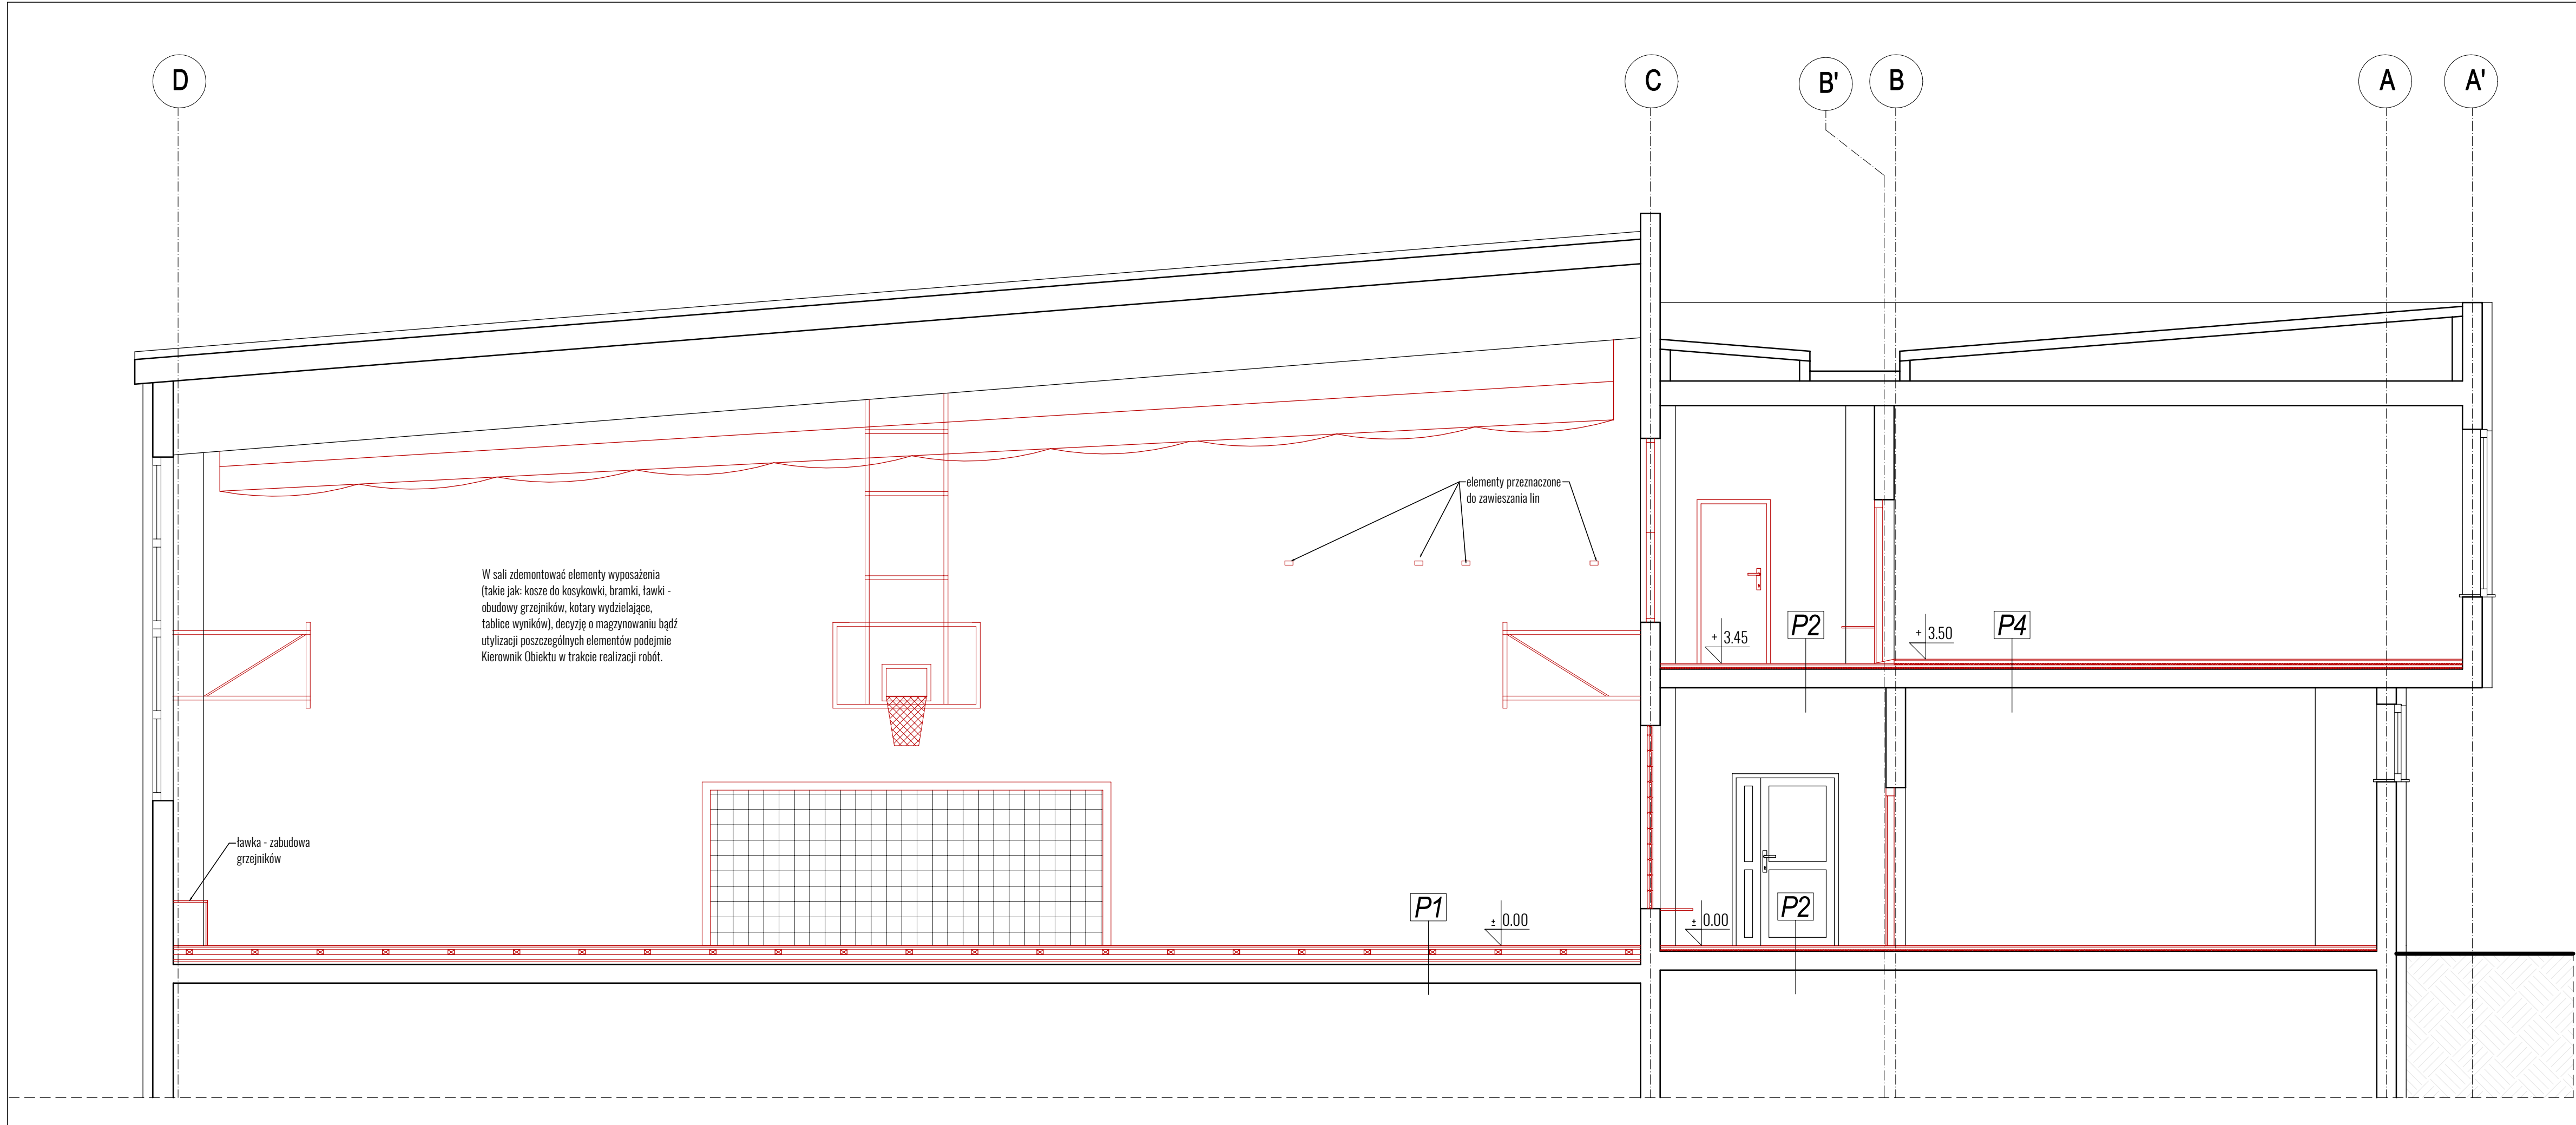 D
C
B'
B
A
A'
elementy przeznaczone
do zawieszania lin
W sali zdemontować elementy wyposażenia
(takie jak: kosze do kosykowki, bramki, ławki -
obudowy grzejników, kotary wydzielające,
tablice wyników), decyzję o magzynowaniu bądź
utylizacji poszczególnych elementów podejmie
Kierownik Obiektu w trakcie realizacji robót.
+ 3.45
P2
+ 3.50
P4
ławka - zabudowa
grzejników
P1
± 0.00
± 0.00
P2